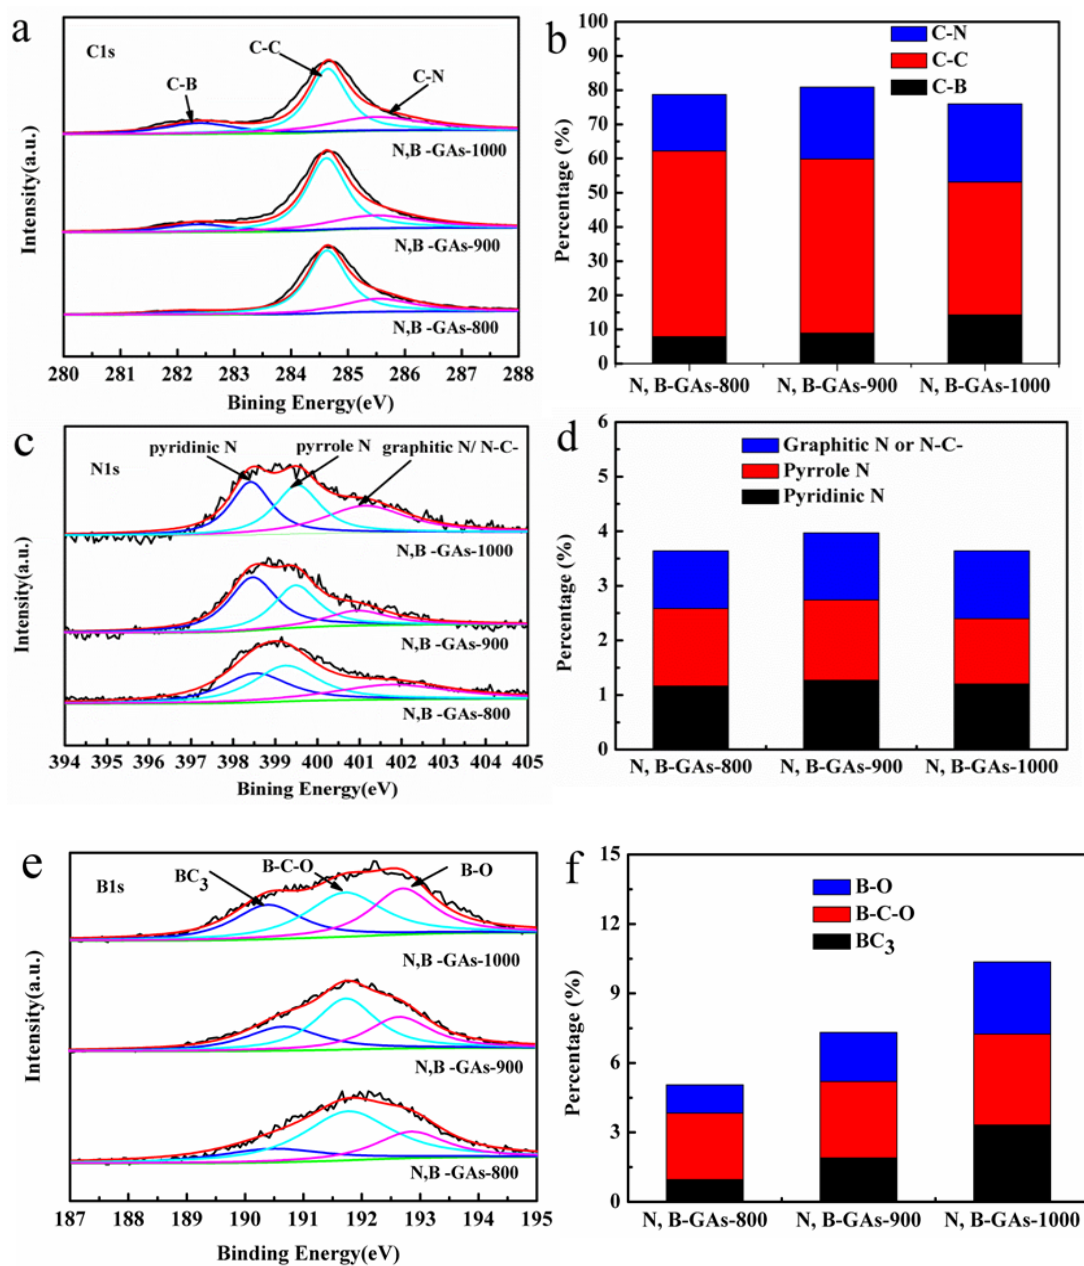 a
C1s
C-B
C-C
C-N
N,B -GAs-1000
N,B -GAs-900
N,B -GAs-800
Intensity(a.u.)
280 281 282 283 284 285 286 287 288
Bining Energy(eV)
b
C-N
C-C
C-B
Percentage (%)
100
90
80
70
60
50
40
30
20
10
0
N, B-GAs-800 N, B-GAs-900 N, B-GAs-1000
c
N1s
pyridinic N
pyrrole N
graphitic N/ N-C-
N,B -GAs-1000
N,B -GAs-900
N,B -GAs-800
Intensity(a.u.)
394 395 396 397 398 399 400 401 402 403 404 405
Bining Energy(eV)
d
Graphitic N or N-C-
Pyrrole N
Pyridinic N
Percentage (%)
6
5
4
3
2
1
0
N, B-GAs-800 N, B-GAs-900 N, B-GAs-1000
e
B1s
BC3
B-C-O
B-O
N,B -GAs-1000
N,B -GAs-900
N,B -GAs-800
Intensity(a.u.)
187 188 189 190 191 192 193 194 195
Binding Energy(eV)
f
B-O
B-C-O
BC3
Percentage (%)
15
12
9
6
3
0
N, B-GAs-800 N, B-GAs-900 N, B-GAs-1000